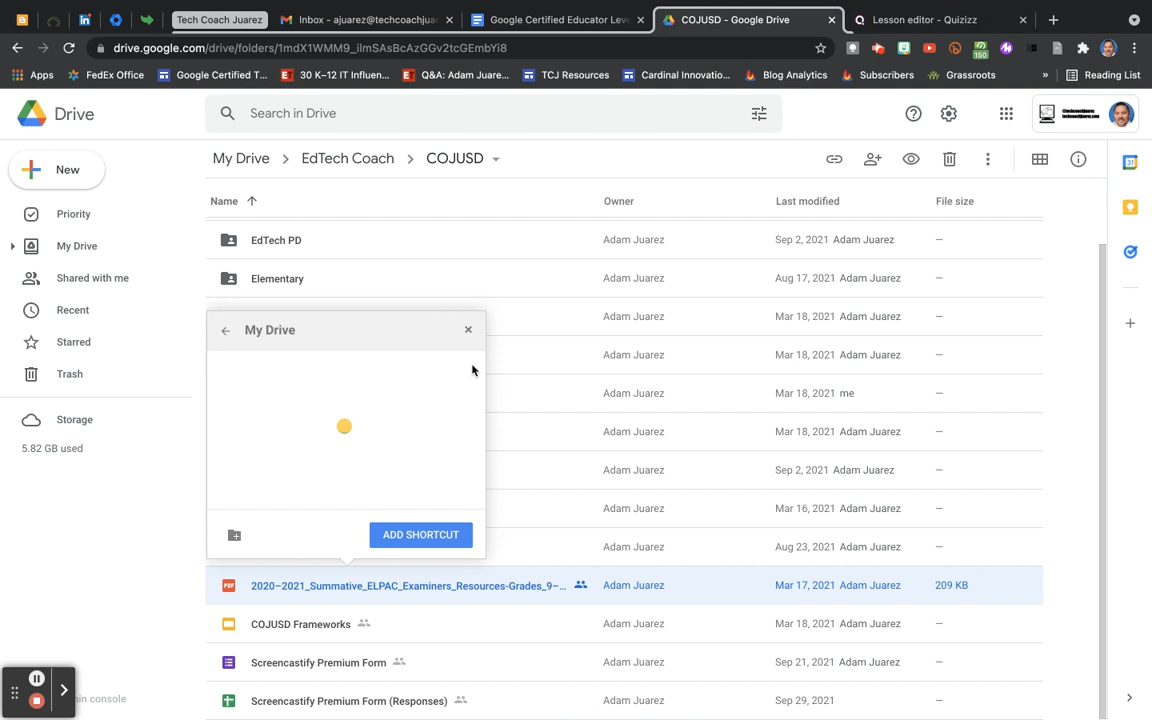 Tech Coach Juarez
Inbox - ajuarez@techcoachjuar
Google Certified Educator Leve
COJUSD - Google Drive
Lesson editor - Quizizz
drive.google.com/drive/folders/1mdX1WMM9_ilmSAsBcAzGGv2tcGEmbYi8
150
Apps
FedEx Office
Google Certified T...
30 K–12 IT Influen...
Q&A: Adam Juare...
TCJ Resources
Cardinal Innovatio...
Blog Analytics
Subscribers
Grassroots
»
Reading List
Drive
Search in Drive
New
My Drive > EdTech Coach > COJUSD
Name
Owner
Last modified
File size
Priority
My Drive
Shared with me
Recent
Starred
Trash
Storage
5.82 GB used
EdTech PD Adam Juarez Sep 2, 2021 Adam Juarez –
Elementary Adam Juarez Aug 17, 2021 Adam Juarez –
Adam Juarez Mar 18, 2021 Adam Juarez –
Adam Juarez Mar 18, 2021 Adam Juarez –
Adam Juarez Mar 18, 2021 me –
Adam Juarez Mar 18, 2021 Adam Juarez –
Adam Juarez Sep 2, 2021 Adam Juarez –
Adam Juarez Mar 16, 2021 Adam Juarez –
Adam Juarez Aug 23, 2021 Adam Juarez –
My Drive
ADD SHORTCUT
PDF 2020–2021_Summative_ELPAC_Examiners_Resources-Grades_9–... Adam Juarez Mar 17, 2021 Adam Juarez 209 KB
COJUSD Frameworks Adam Juarez Mar 18, 2021 Adam Juarez –
Screencastify Premium Form Adam Juarez Sep 21, 2021 Adam Juarez –
Screencastify Premium Form (Responses) Adam Juarez Sep 29, 2021 –
console